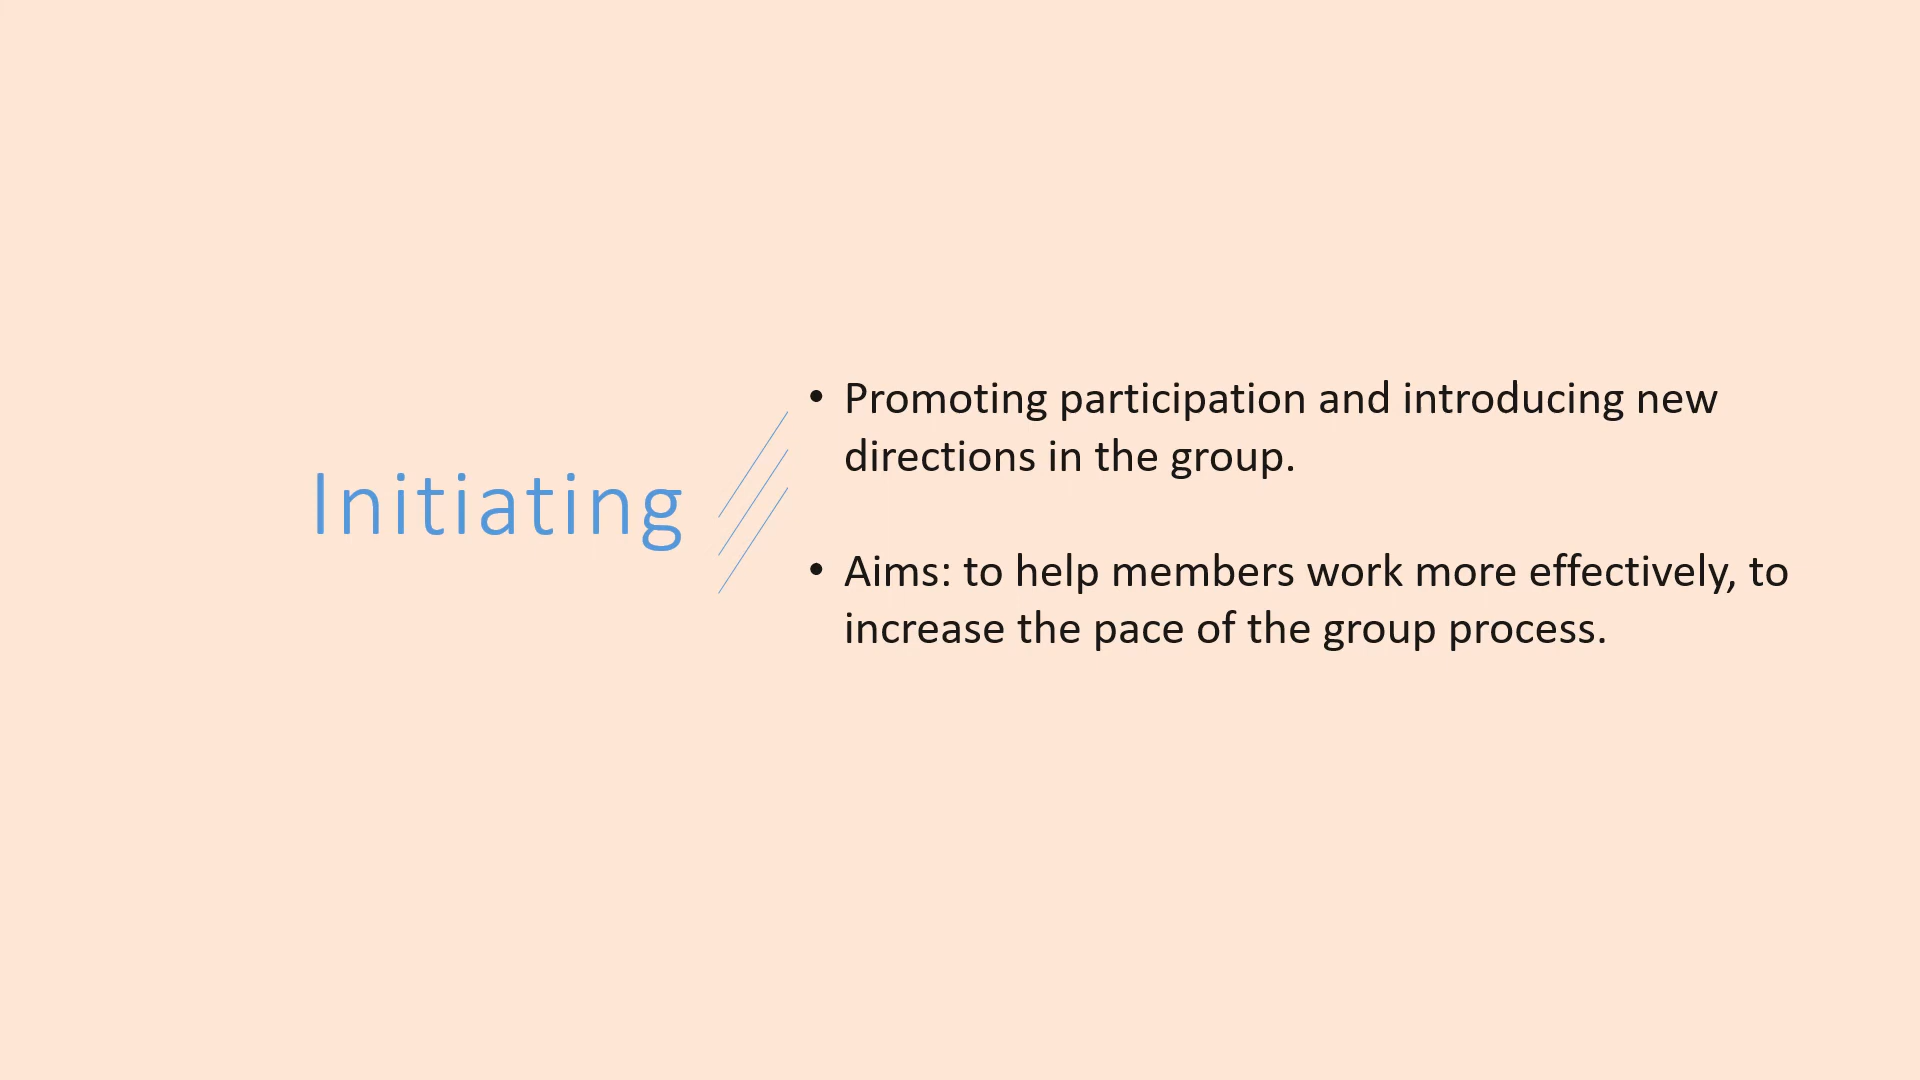 Initiating
• Promoting participation and introducing new
directions in the group.
• Aims: to help members work more effectively, to
increase the pace of the group process.